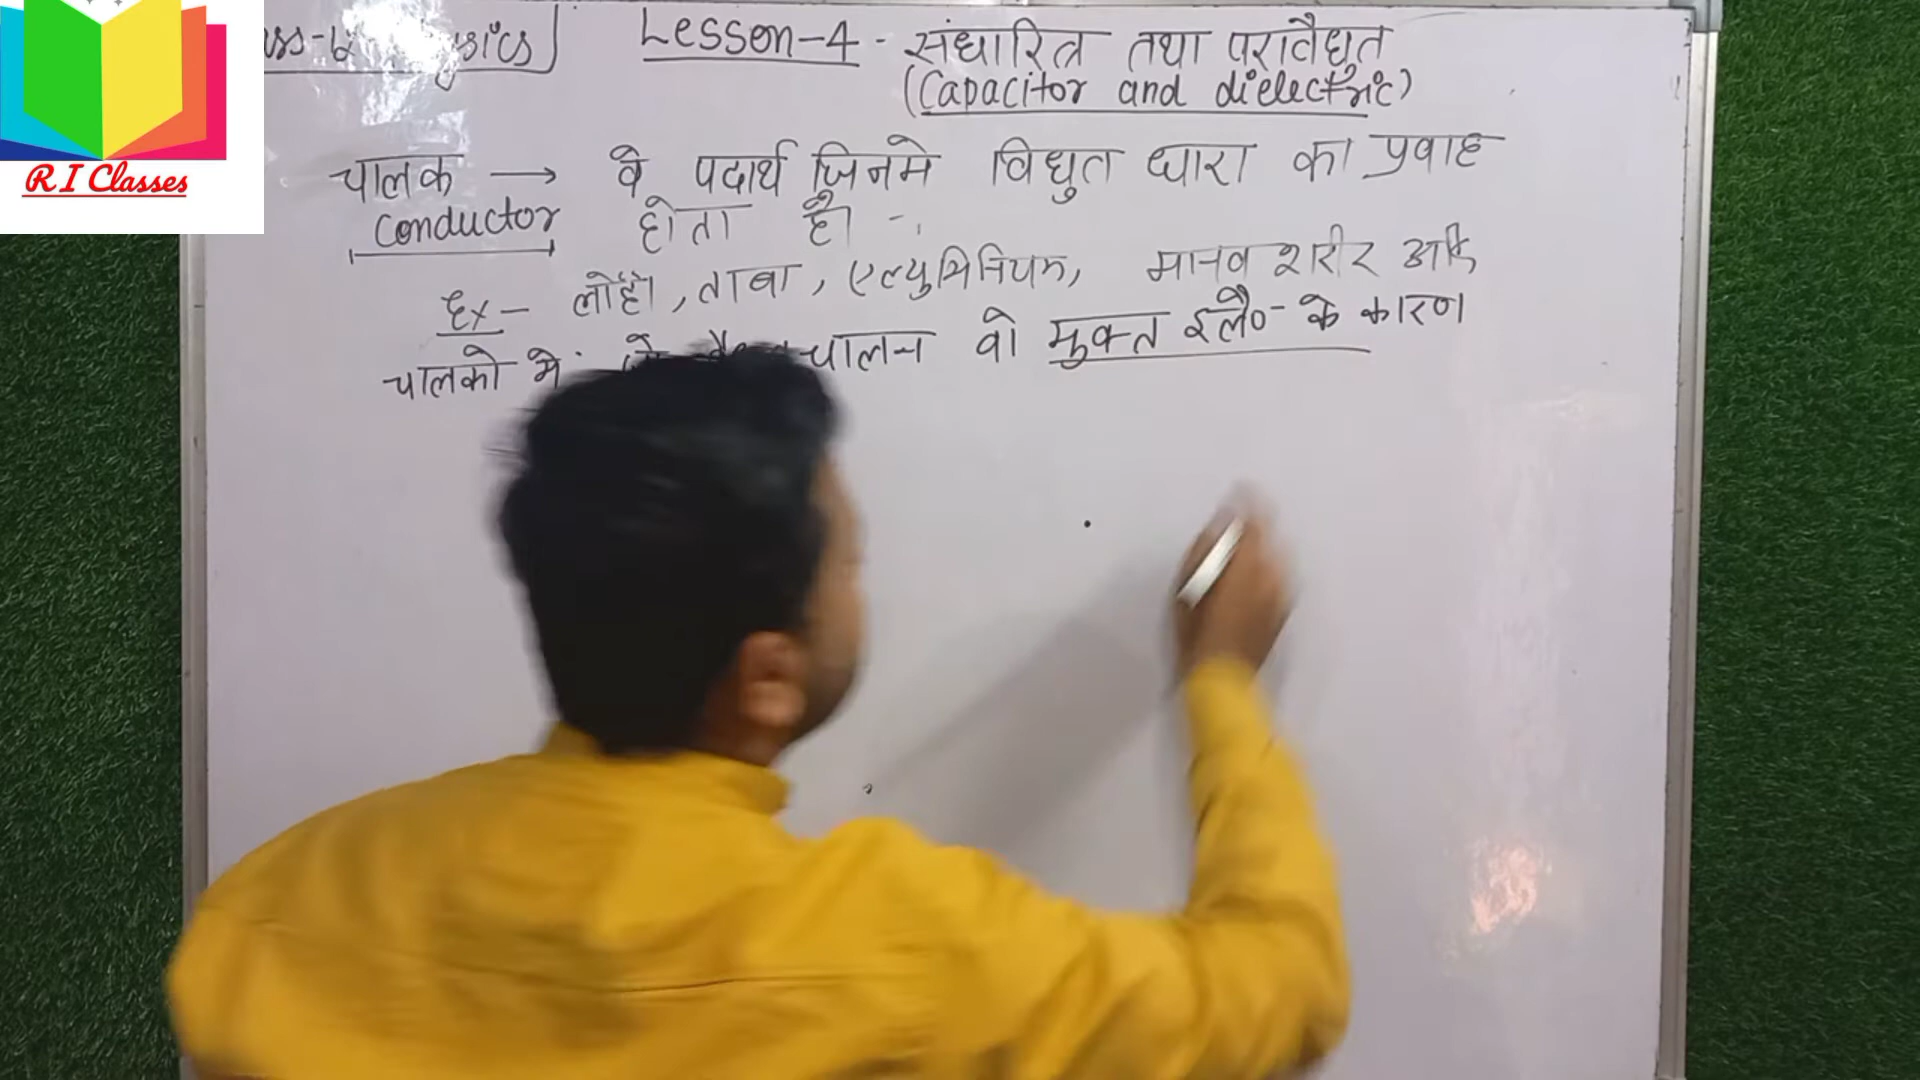 Lesson-4 - संधारित्र तथा परावैद्युत
(Capacitor and dielectric)
R I Classes
चालक → वे पदार्थ जिनमे विद्युत धारा का प्रवाह
conductor होता है।
Ex - लोहा, ताबा, एल्युमिनियम, मानव शरीर आदि
चालको मे चालन वो मुक्त इलै०- के कारण